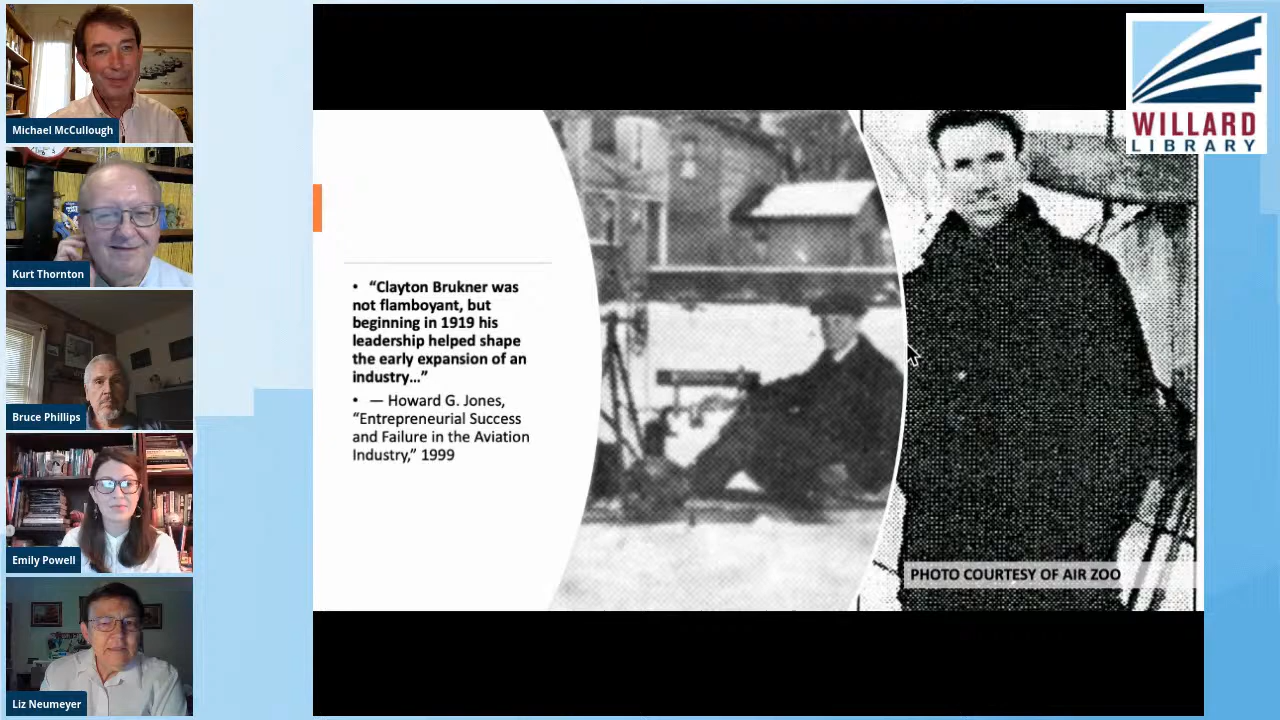 Michael McCullough
Kurt Thornton
Bruce Phillips
Emily Powell
Liz Neumeyer
• “Clayton Brukner was
not flamboyant, but
beginning in 1919 his
leadership helped shape
the early expansion of an
industry…”
• — Howard G. Jones,
“Entrepreneurial Success
and Failure in the Aviation
Industry,” 1999
PHOTO COURTESY OF AIR ZOO
WILLARD
LIBRARY